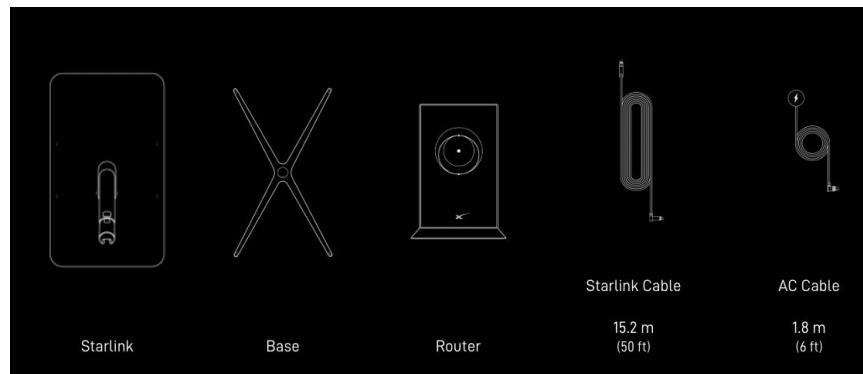 Starlink
Base
Router
Starlink Cable
15.2 m
(50 ft)
AC Cable
1.8 m
(6 ft)